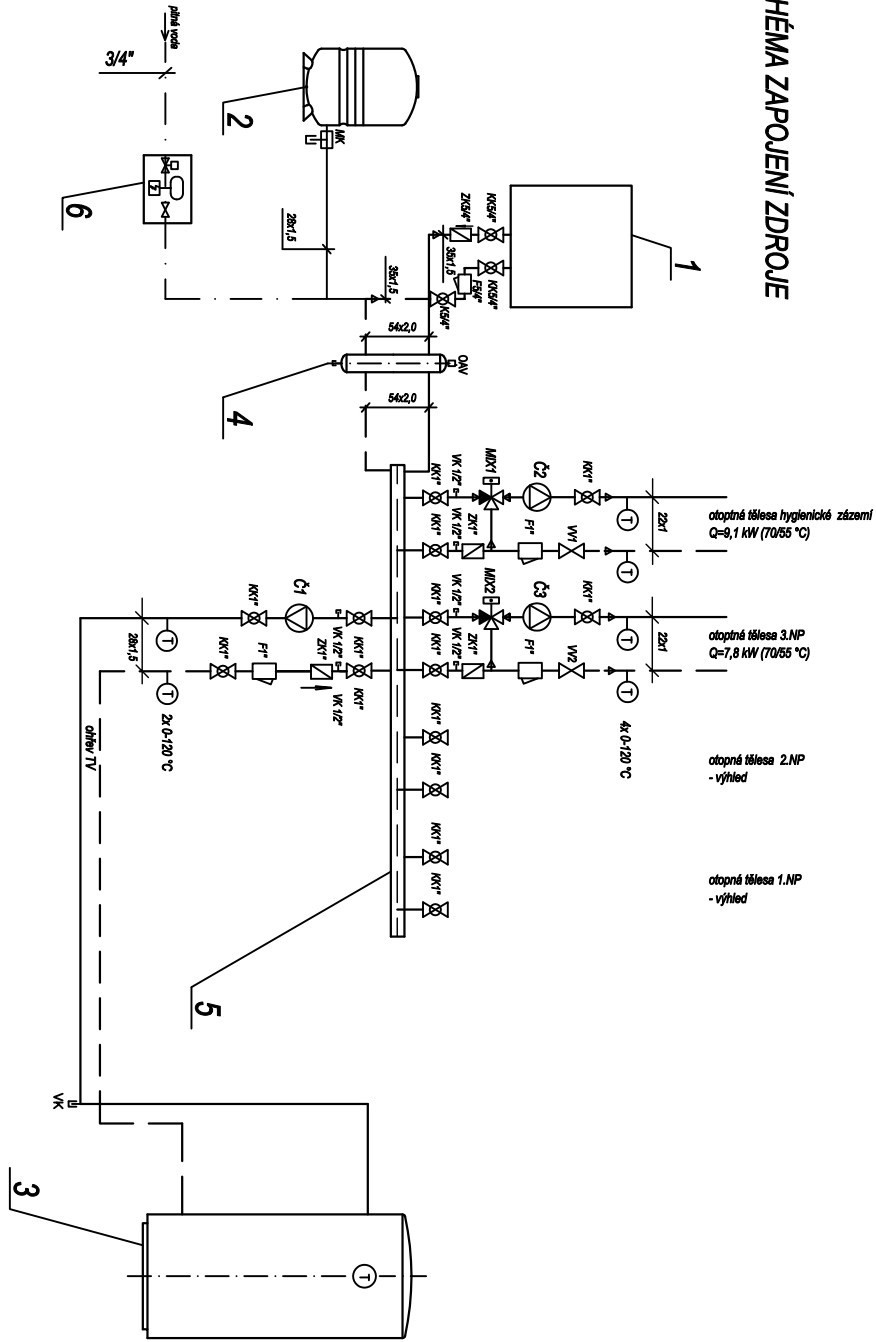 HÉMA ZAPOJENÍ ZDROJE
pitná voda
3/4"
6
2
MK
28x1,5
35x1,5
1
KK5/4"
ZK5/4"
35x1,5
KK5/4"
F5/4"
K5/4"
54x2,0
OAV
54x2,0
4
otopná tělesa hygienické zázemí
Q=9,1 kW (70/55 °C)
22x1
T
T
KK1"
Č2
MIX1
VK 1/2"
KK1"
VV1
F1"
ZK1"
VK 1/2"
KK1"
otopná tělesa 3.NP
Q=7,8 kW (70/55 °C)
22x1
T
T
4x 0-120 °C
KK1"
Č3
MIX2
VK 1/2"
KK1"
VV2
F1"
ZK1"
VK 1/2"
KK1"
otopná tělesa 2.NP
- výhled
KK1"
KK1"
otopná tělesa 1.NP
- výhled
KK1"
KK1"
KK1"
VK 1/2"
Č1
KK1"
T
28x1,5
KK1"
VK 1/2"
ZK1"
F1"
KK1"
T
2x 0-120 °C
ohřev TV
5
VK
3
T